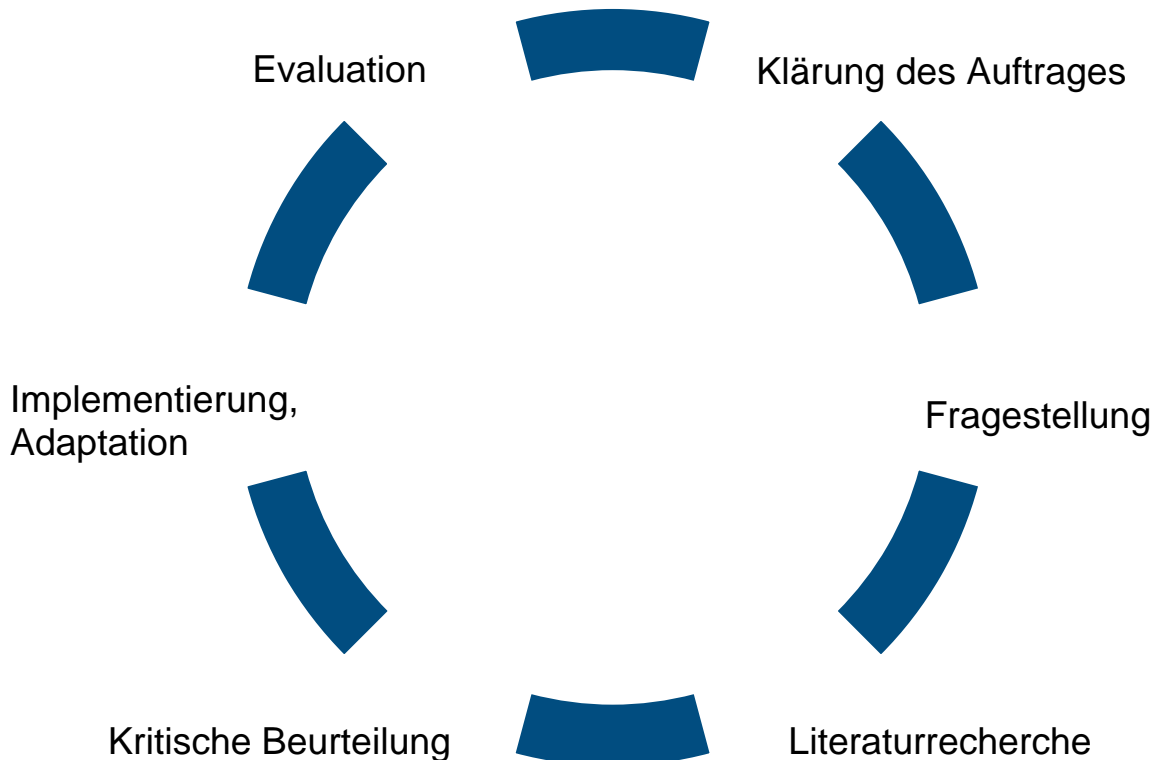 Evaluation
Klärung des Auftrages
Implementierung,
Adaptation
Fragestellung
Kritische Beurteilung
Literaturrecherche